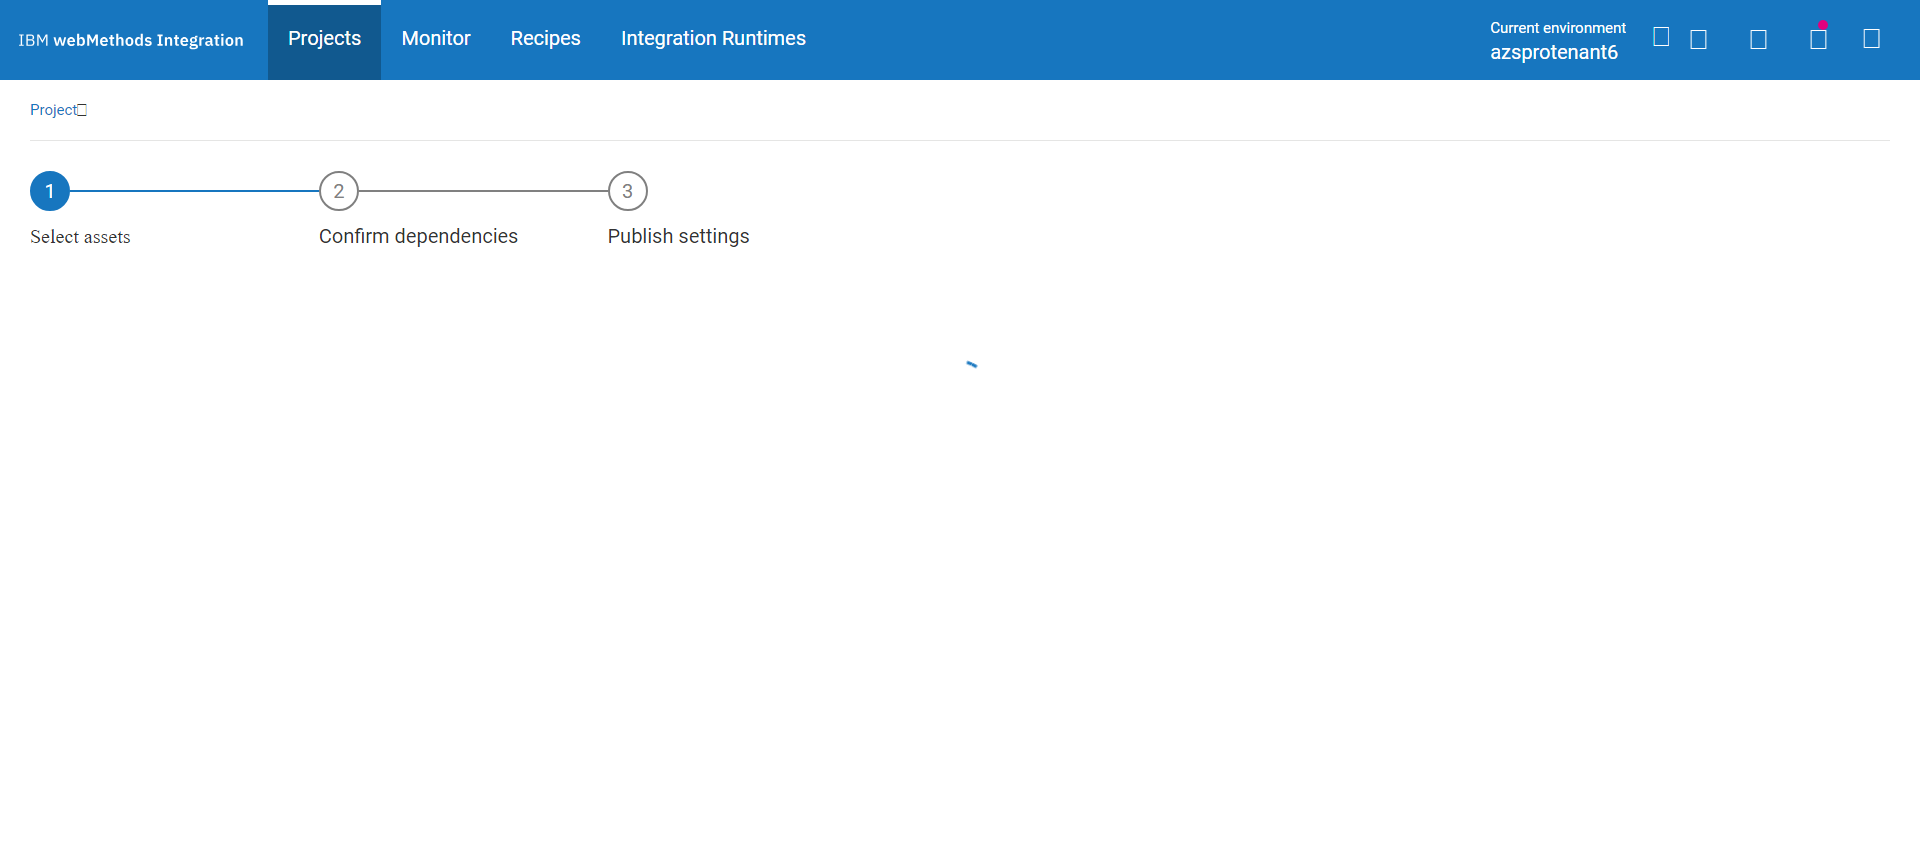 IBM webMethods Integration
Projects
Monitor
Recipes
Integration Runtimes
Current environment
azsprotenant6
Project
1
2
3
Select assets
Confirm dependencies
Publish settings